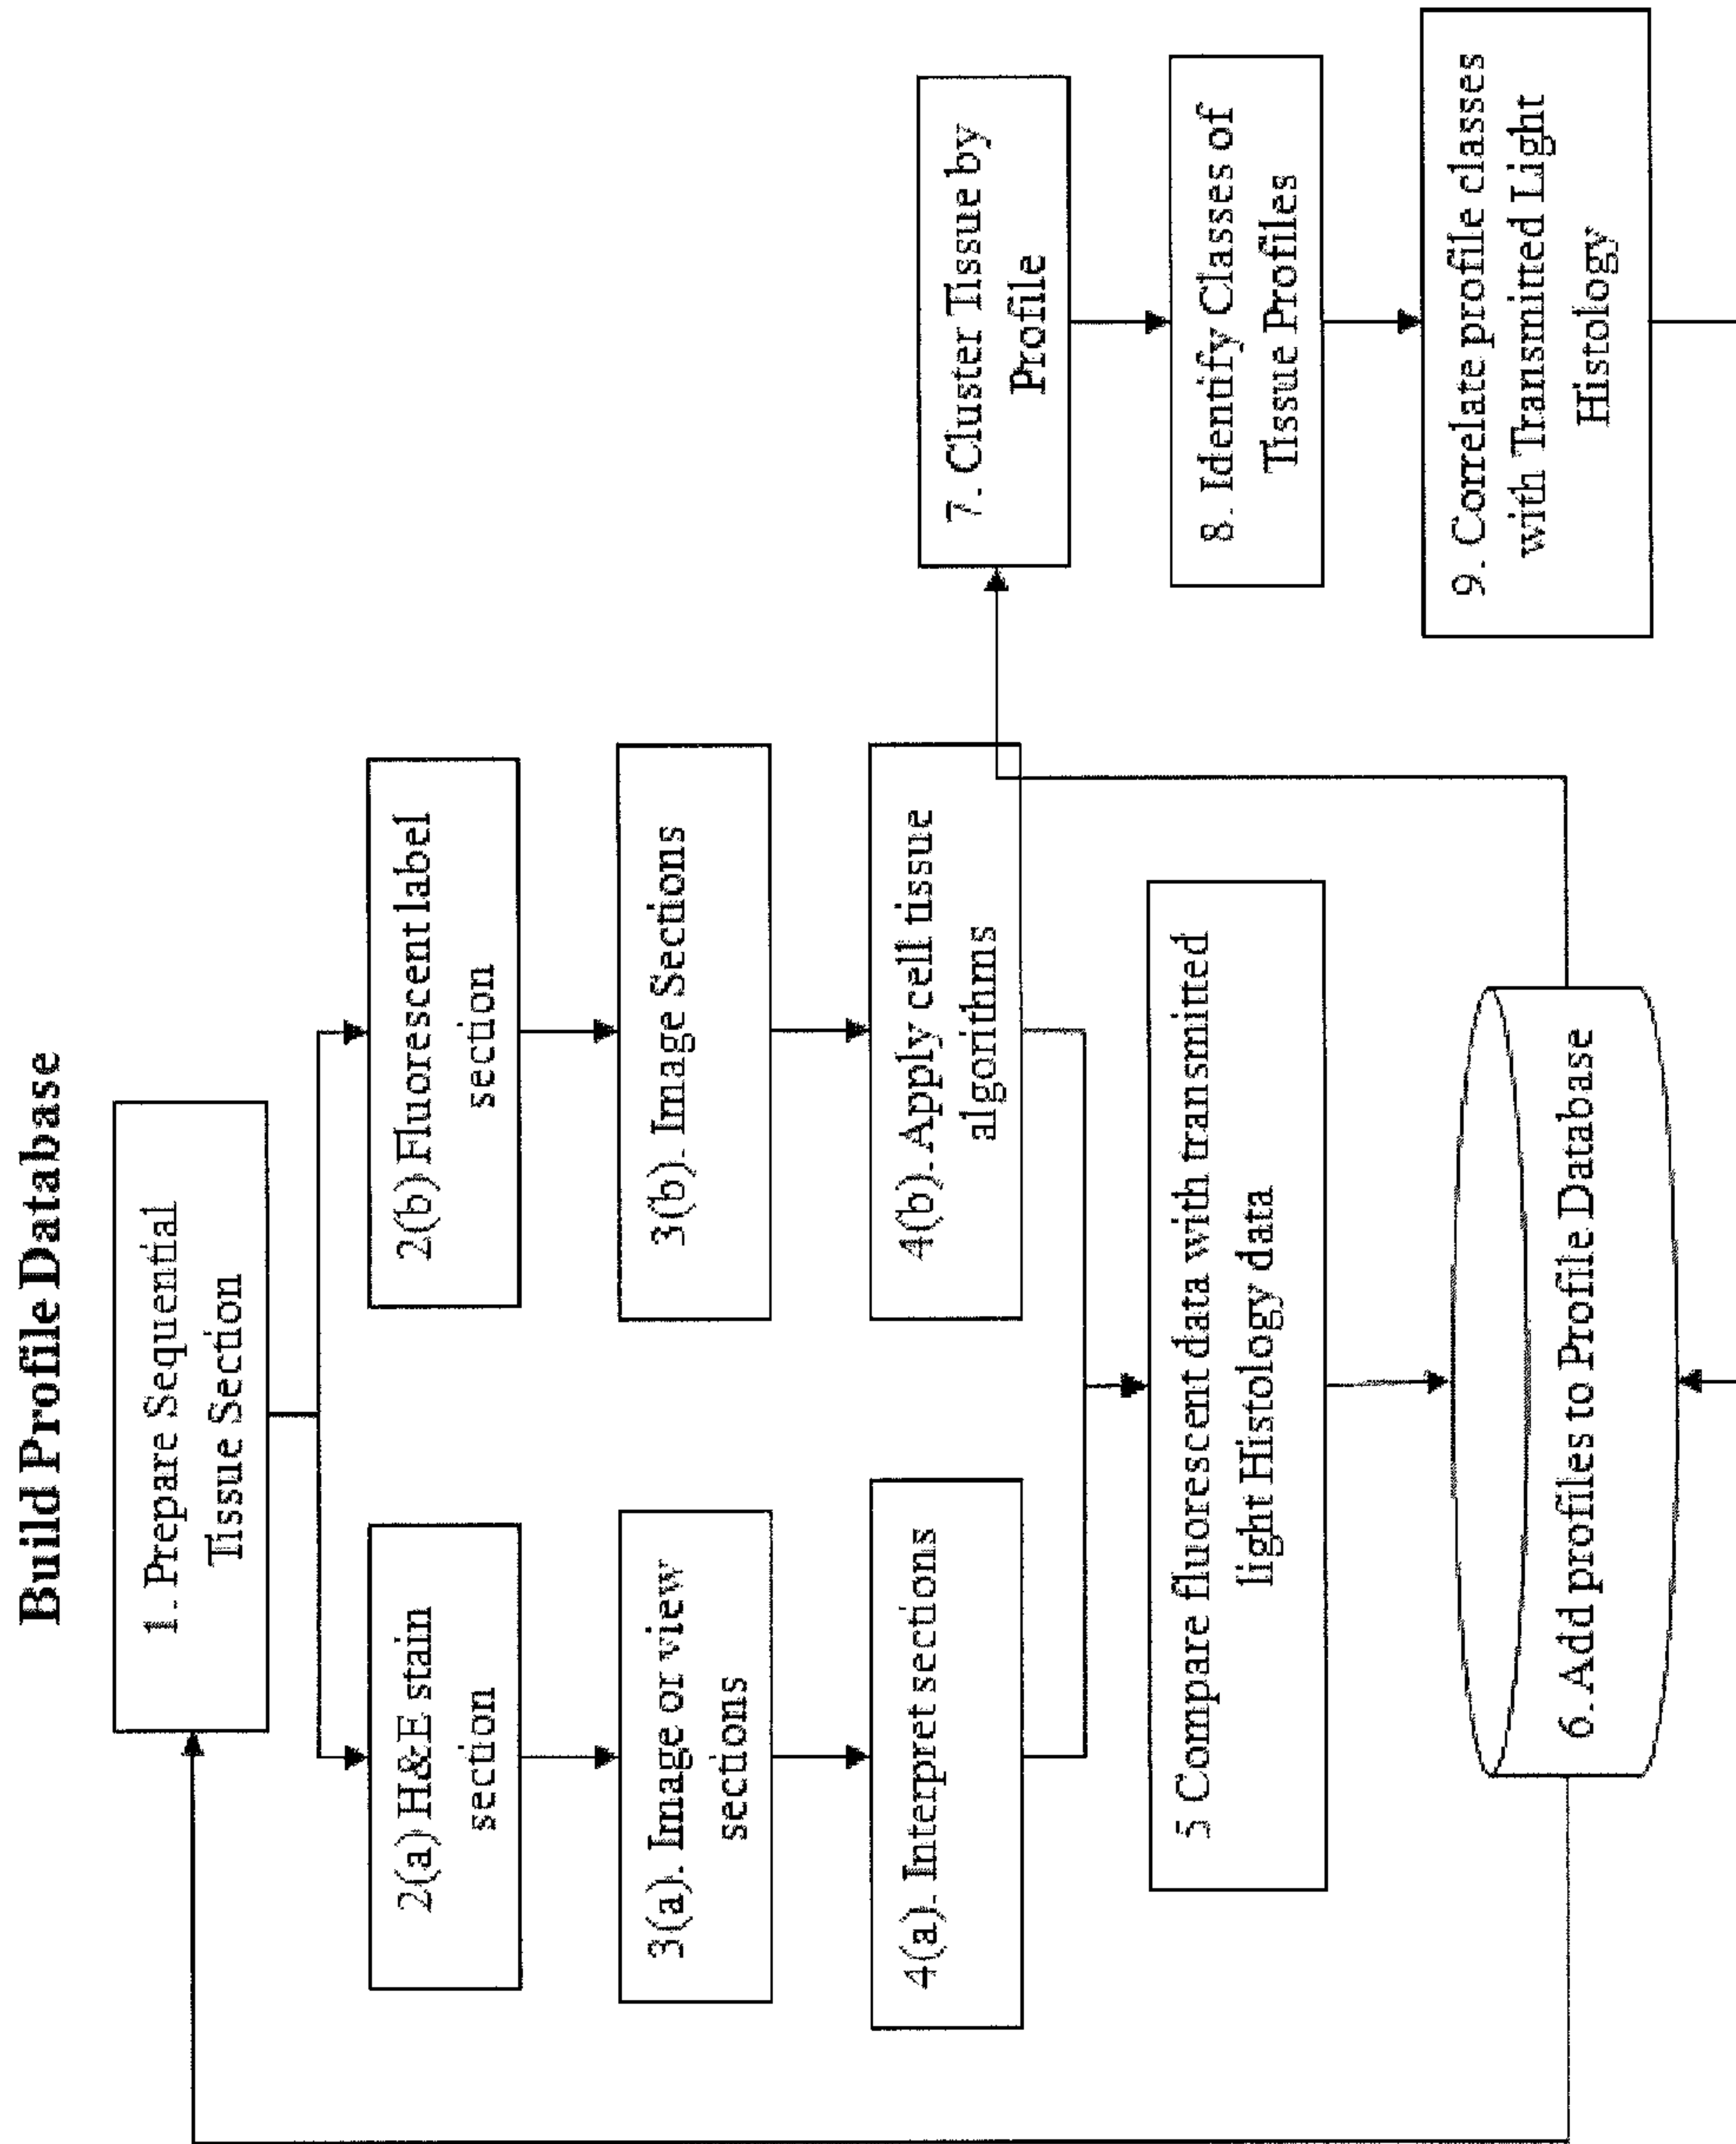 Build Profile Database
1. Prepare Sequential
Tissue Section
2(a) H&E stain
section
2(b) Fluorescent label
section
3(a). Image or view
sections
3(b). Image Sections
4(a). Interpret sections
4(b). Apply cell tissue
algorithms
5 Compare fluorescent data with transmitted
light Histology data
6. Add profiles to Profile Database
7. Cluster Tissue by
Profile
8. Identify Classes of
Tissue Profiles
9. Correlate profile classes
with Transmitted Light
Histology